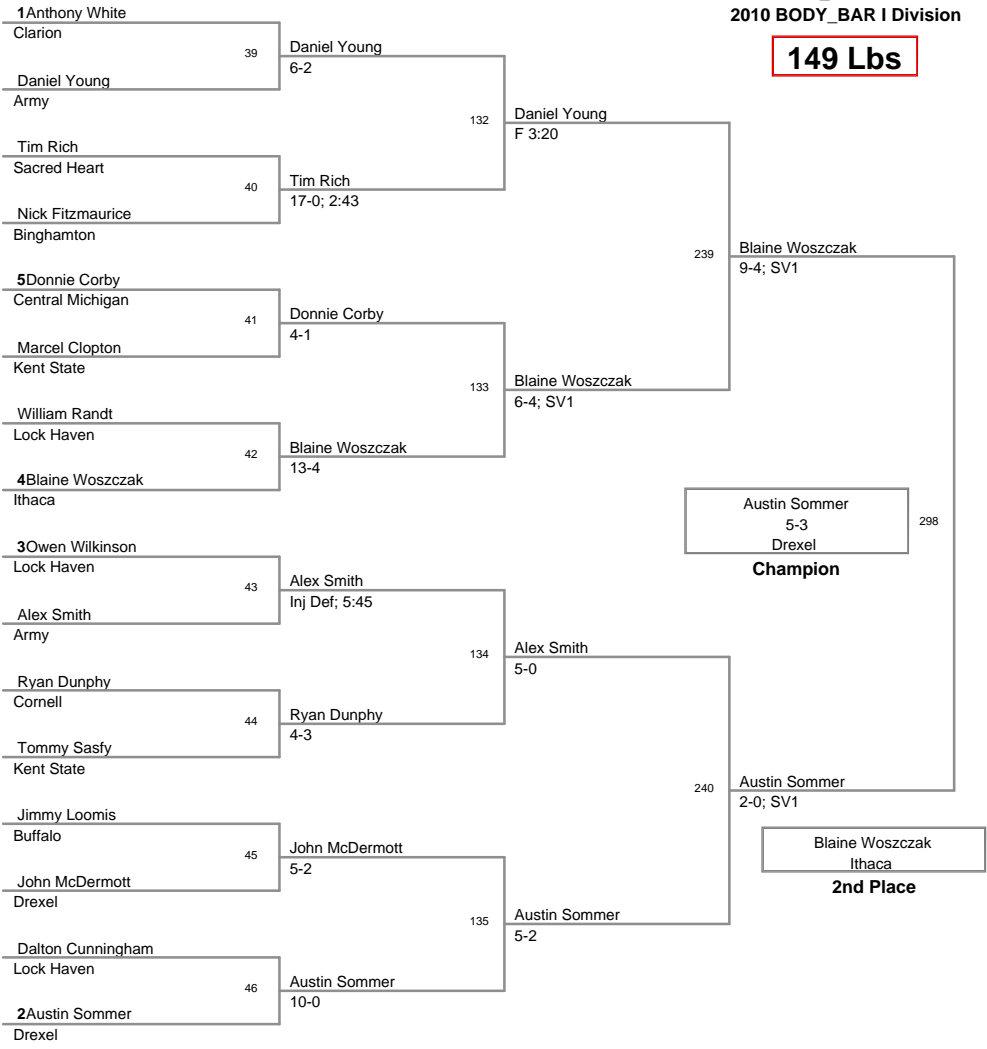 2010 BODY_BAR I Division
149 Lbs
1Anthony White
Clarion
39
Daniel Young
6-2
Daniel Young
Army
132
Daniel Young
F 3:20
Tim Rich
Sacred Heart
40
Tim Rich
17-0; 2:43
Nick Fitzmaurice
Binghamton
239
Blaine Woszczak
9-4; SV1
5Donnie Corby
Central Michigan
41
Donnie Corby
4-1
Marcel Clopton
Kent State
133
Blaine Woszczak
6-4; SV1
William Randt
Lock Haven
42
Blaine Woszczak
13-4
4Blaine Woszczak
Ithaca
Austin Sommer
5-3
Drexel
298
Champion
3Owen Wilkinson
Lock Haven
43
Alex Smith
Inj Def; 5:45
Alex Smith
Army
134
Alex Smith
5-0
Ryan Dunphy
Cornell
44
Ryan Dunphy
4-3
Tommy Sasfy
Kent State
240
Austin Sommer
2-0; SV1
Jimmy Loomis
Buffalo
45
John McDermott
5-2
John McDermott
Drexel
Blaine Woszczak
Ithaca
2nd Place
135
Austin Sommer
5-2
Dalton Cunningham
Lock Haven
46
Austin Sommer
10-0
2Austin Sommer
Drexel